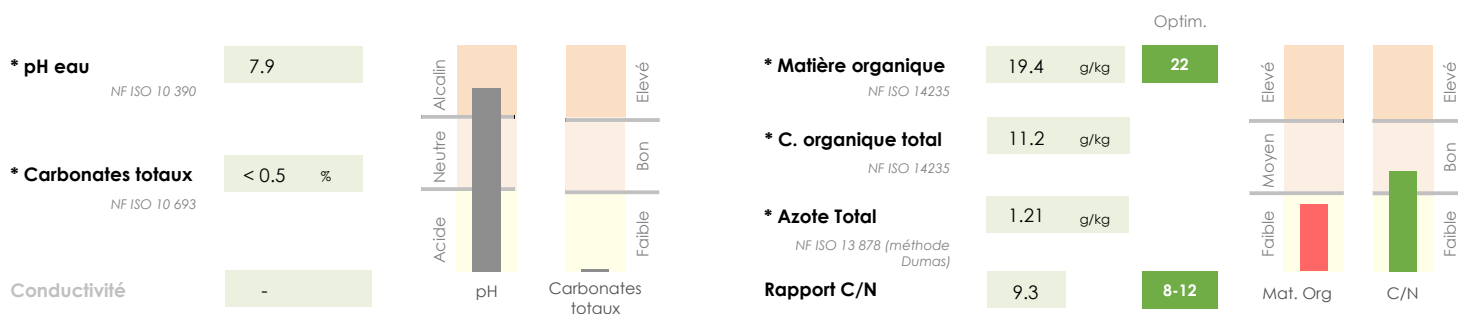 Optim.
* pH eau 7.9
NF ISO 10 390
* Carbonates totaux < 0.5 %
NF ISO 10 693
Conductivité -
Alcalin
Neutre
Acide
Elevé
Bon
Faible
pH
Carbonates
totaux
* Matière organique 19.4 g/kg 22
NF ISO 14235
* C. organique total 11.2 g/kg
NF ISO 14235
* Azote Total 1.21 g/kg
NF ISO 13 878 (méthode
Dumas)
Rapport C/N 9.3 8-12
Elevé
Moyen
Faible
Elevé
Bon
Faible
Mat. Org
C/N